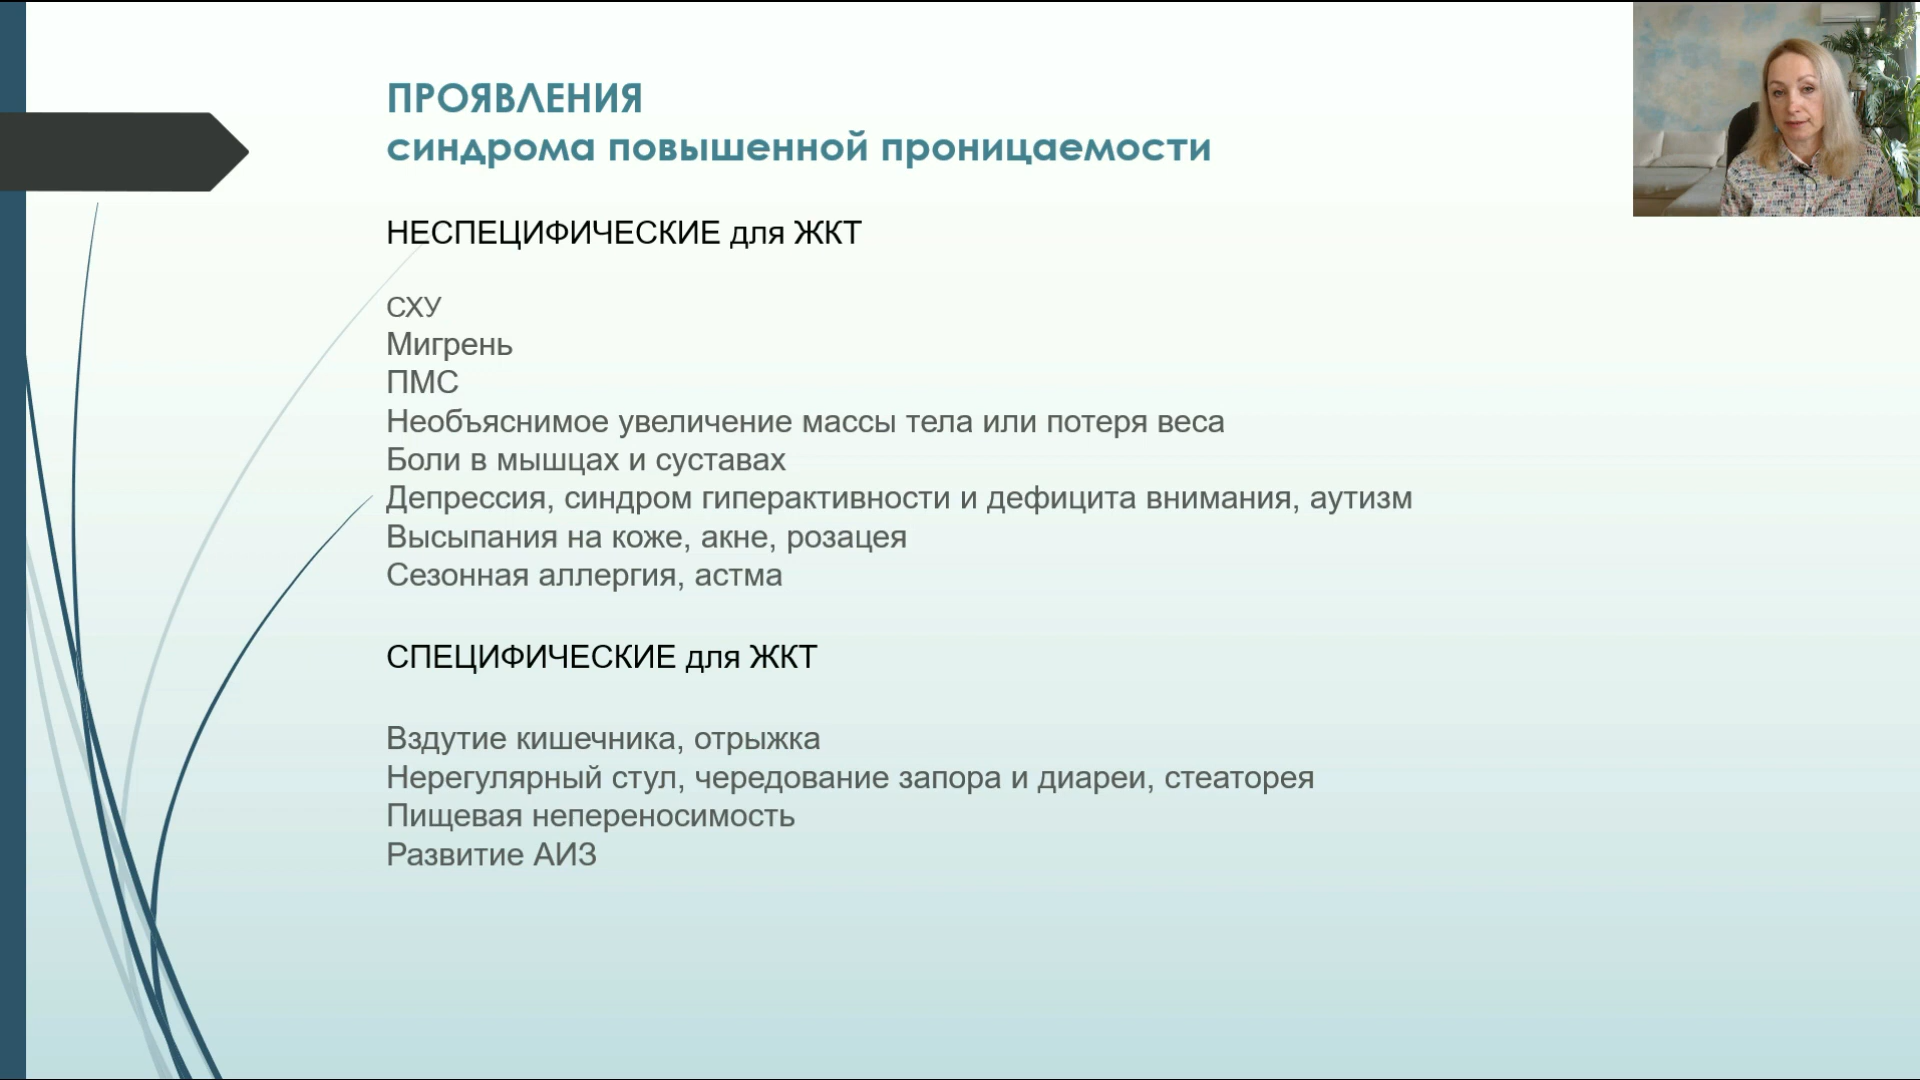 ПРОЯВЛЕНИЯ
синдрома повышенной проницаемости
НЕСПЕЦИФИЧЕСКИЕ для ЖКТ
СХУ
Мигрень
ПМС
Необъяснимое увеличение массы тела или потеря веса
Боли в мышцах и суставах
Депрессия, синдром гиперактивности и дефицита внимания, аутизм
Высыпания на коже, акне, розацея
Сезонная аллергия, астма
СПЕЦИФИЧЕСКИЕ для ЖКТ
Вздутие кишечника, отрыжка
Нерегулярный стул, чередование запора и диареи, стеаторея
Пищевая непереносимость
Развитие АИЗ